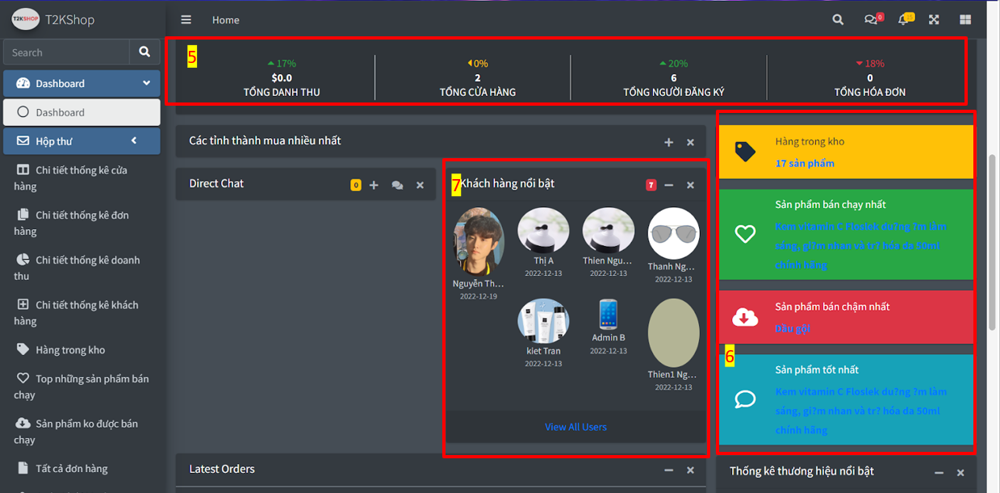 T2KSHOP
T2KShop
Home
0
15
Search
Dashboard
Dashboard
Hộp thư
Chi tiết thống kê cửa
hàng
Chi tiết thống kê đơn
hàng
Chi tiết thống kê doanh
thu
Chi tiết thống kê khách
hàng
Hàng trong kho
Top những sản phẩm bán
chạy
Sản phẩm ko được bán
chạy
Tất cả đơn hàng
5
17%
$0.0
TỔNG DANH THU
0%
2
TỔNG CỬA HÀNG
20%
6
TỔNG NGƯỜI ĐĂNG KÝ
18%
0
TỔNG HÓA ĐƠN
Các tỉnh thành mua nhiều nhất
Direct Chat
0
7
Khách hàng nổi bật
7
Nguyễn Th...
2022-12-19
Thị A
2022-12-13
Thien Ngu...
2022-12-13
Thanh Ng...
2022-12-13
kiet Tran
2022-12-13
Admin B
2022-12-13
Thien1 Ng...
2022-12-13
View All Users
Latest Orders
Hàng trong kho
17 sản phẩm
Sản phẩm bán chạy nhất
Kem vitamin C Floslek du?ng ?m làm
sáng, gi?m nhan và tr? hóa da 50ml
chính hãng
Sản phẩm bán chậm nhất
Dầu gội
6
Sản phẩm tốt nhất
Kem vitamin C Floslek du?ng ?m làm
sáng, gi?m nhan và tr? hóa da 50ml
chính hãng
Thống kê thương hiệu nổi bật